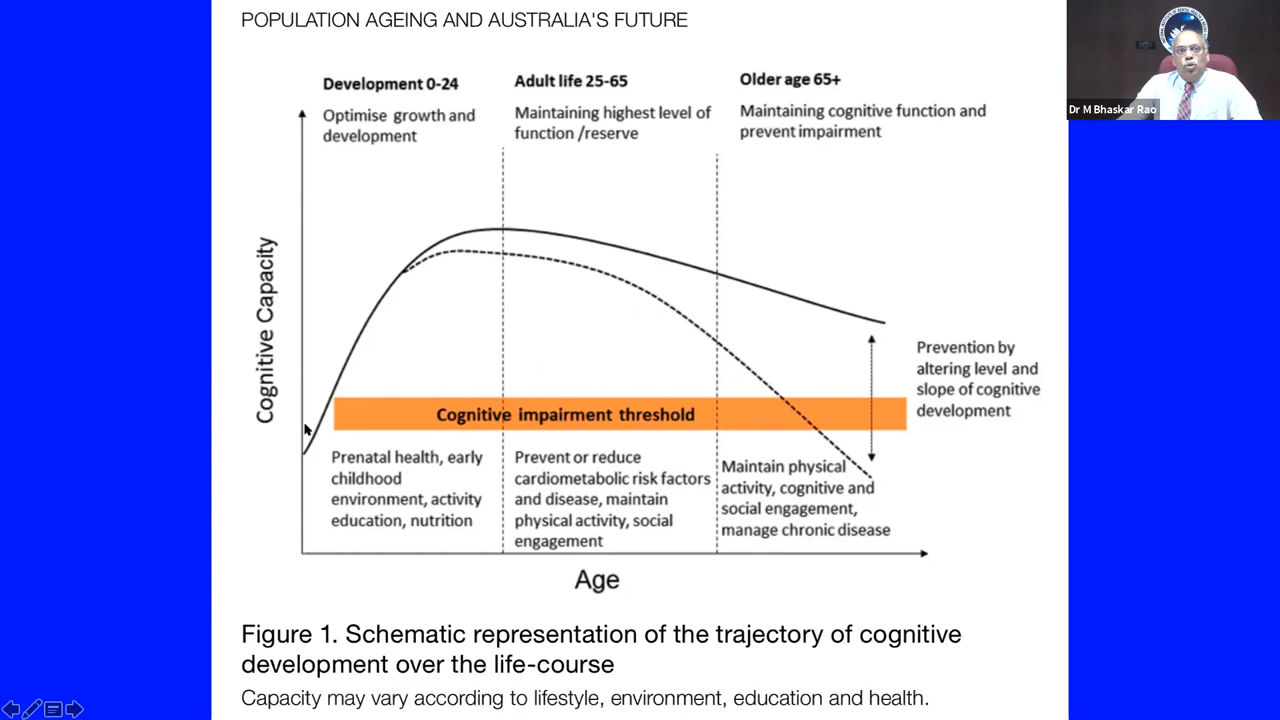 POPULATION AGEING AND AUSTRALIA'S FUTURE
Dr M Bhaskar Rao
Development 0-24
Optimise growth and
development
Adult life 25-65
Maintaining highest level of
function /reserve
Older age 65+
Maintaining cognitive function and
prevent impairment
Cognitive Capacity
Prevention by
altering level and
slope of cognitive
development
Cognitive impairment threshold
Prenatal health, early
childhood
environment, activity
education, nutrition
Prevent or reduce
cardiometabolic risk factors
and disease, maintain
physical activity, social
engagement
Maintain physical
activity, cognitive and
social engagement,
manage chronic disease
Age
Figure 1. Schematic representation of the trajectory of cognitive
development over the life-course
Capacity may vary according to lifestyle, environment, education and health.